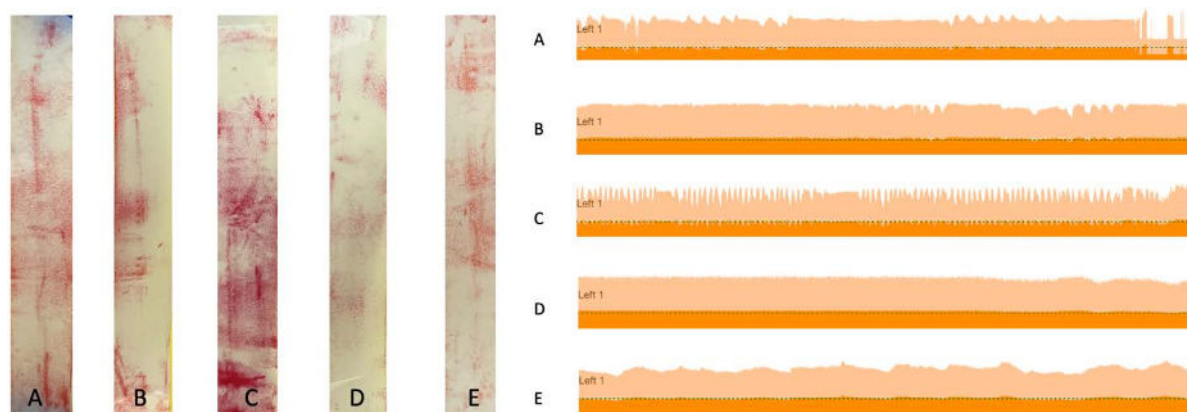 A B C D E
A
Left 1
B
Left 1
C
Left 1
D
Left 1
E
Left 1